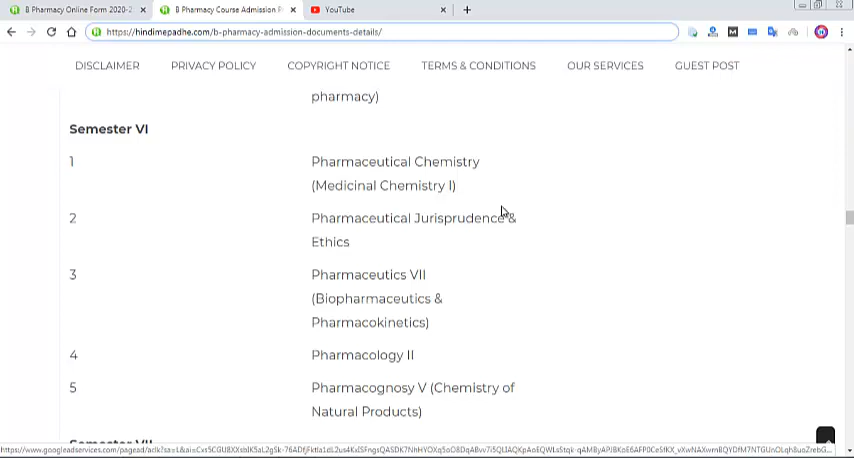 B Pharmacy Online Form 2020-2
B Pharmacy Course Admission P
YouTube
https://hindimepadhe.com/b-pharmacy-admission-documents-details/
DISCLAIMER PRIVACY POLICY COPYRIGHT NOTICE TERMS & CONDITIONS OUR SERVICES GUEST POST
pharmacy)
Semester VI
1 Pharmaceutical Chemistry
(Medicinal Chemistry I)
2 Pharmaceutical Jurisprudence &
Ethics
3 Pharmaceutics VII
(Biopharmaceutics &
Pharmacokinetics)
4 Pharmacology II
5 Pharmacognosy V (Chemistry of
Natural Products)
Semester VII